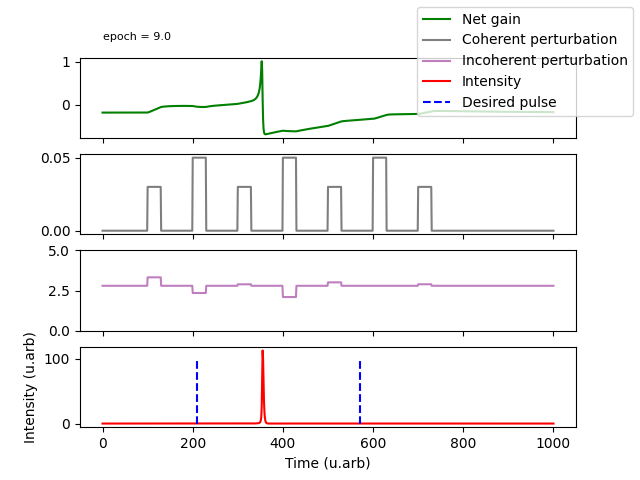 Net gain
Coherent perturbation
Incoherent perturbation
Intensity
Desired pulse
epoch = 9.0
1
0
0.05
0.00
5.0
2.5
0.0
100
0
Intensity (u.arb)
0 200 400 600 800 1000
Time (u.arb)